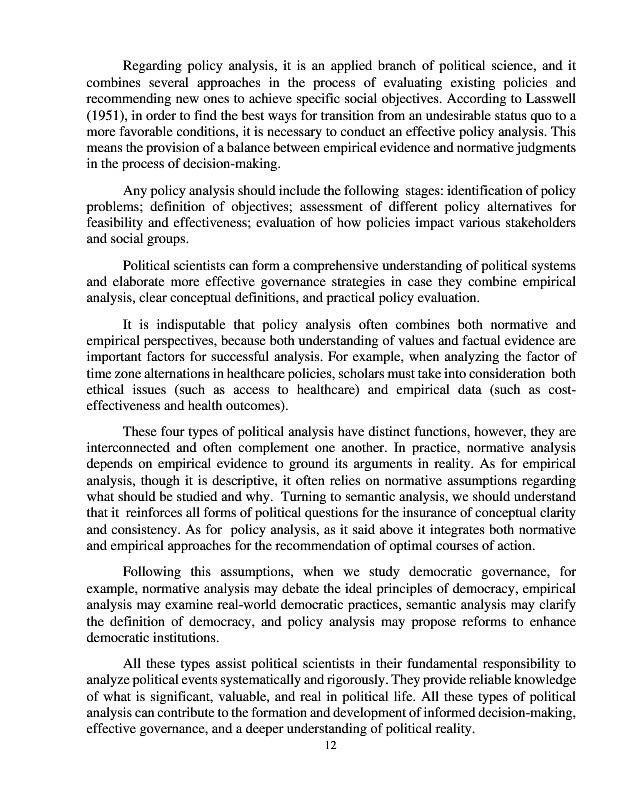 Regarding policy analysis, it is an applied branch of political science, and it
combines several approaches in the process of evaluating existing policies and
recommending new ones to achieve specific social objectives. According to Lasswell
(1951), in order to find the best ways for transition from an undesirable status quo to a
more favorable conditions, it is necessary to conduct an effective policy analysis. This
means the provision of a balance between empirical evidence and normative judgments
in the process of decision-making.
Any policy analysis should include the following stages: identification of policy
problems; definition of objectives; assessment of different policy alternatives for
feasibility and effectiveness; evaluation of how policies impact various stakeholders
and social groups.
Political scientists can form a comprehensive understanding of political systems
and elaborate more effective governance strategies in case they combine empirical
analysis, clear conceptual definitions, and practical policy evaluation.
It is indisputable that policy analysis often combines both normative and
empirical perspectives, because both understanding of values and factual evidence are
important factors for successful analysis. For example, when analyzing the factor of
time zone alternations in healthcare policies, scholars must take into consideration both
ethical issues (such as access to healthcare) and empirical data (such as cost-
effectiveness and health outcomes).
These four types of political analysis have distinct functions, however, they are
interconnected and often complement one another. In practice, normative analysis
depends on empirical evidence to ground its arguments in reality. As for empirical
analysis, though it is descriptive, it often relies on normative assumptions regarding
what should be studied and why. Turning to semantic analysis, we should understand
that it reinforces all forms of political questions for the insurance of conceptual clarity
and consistency. As for policy analysis, as it said above it integrates both normative
and empirical approaches for the recommendation of optimal courses of action.
Following this assumptions, when we study democratic governance, for
example, normative analysis may debate the ideal principles of democracy, empirical
analysis may examine real-world democratic practices, semantic analysis may clarify
the definition of democracy, and policy analysis may propose reforms to enhance
democratic institutions.
All these types assist political scientists in their fundamental responsibility to
analyze political events systematically and rigorously. They provide reliable knowledge
of what is significant, valuable, and real in political life. All these types of political
analysis can contribute to the formation and development of informed decision-making,
effective governance, and a deeper understanding of political reality.
12